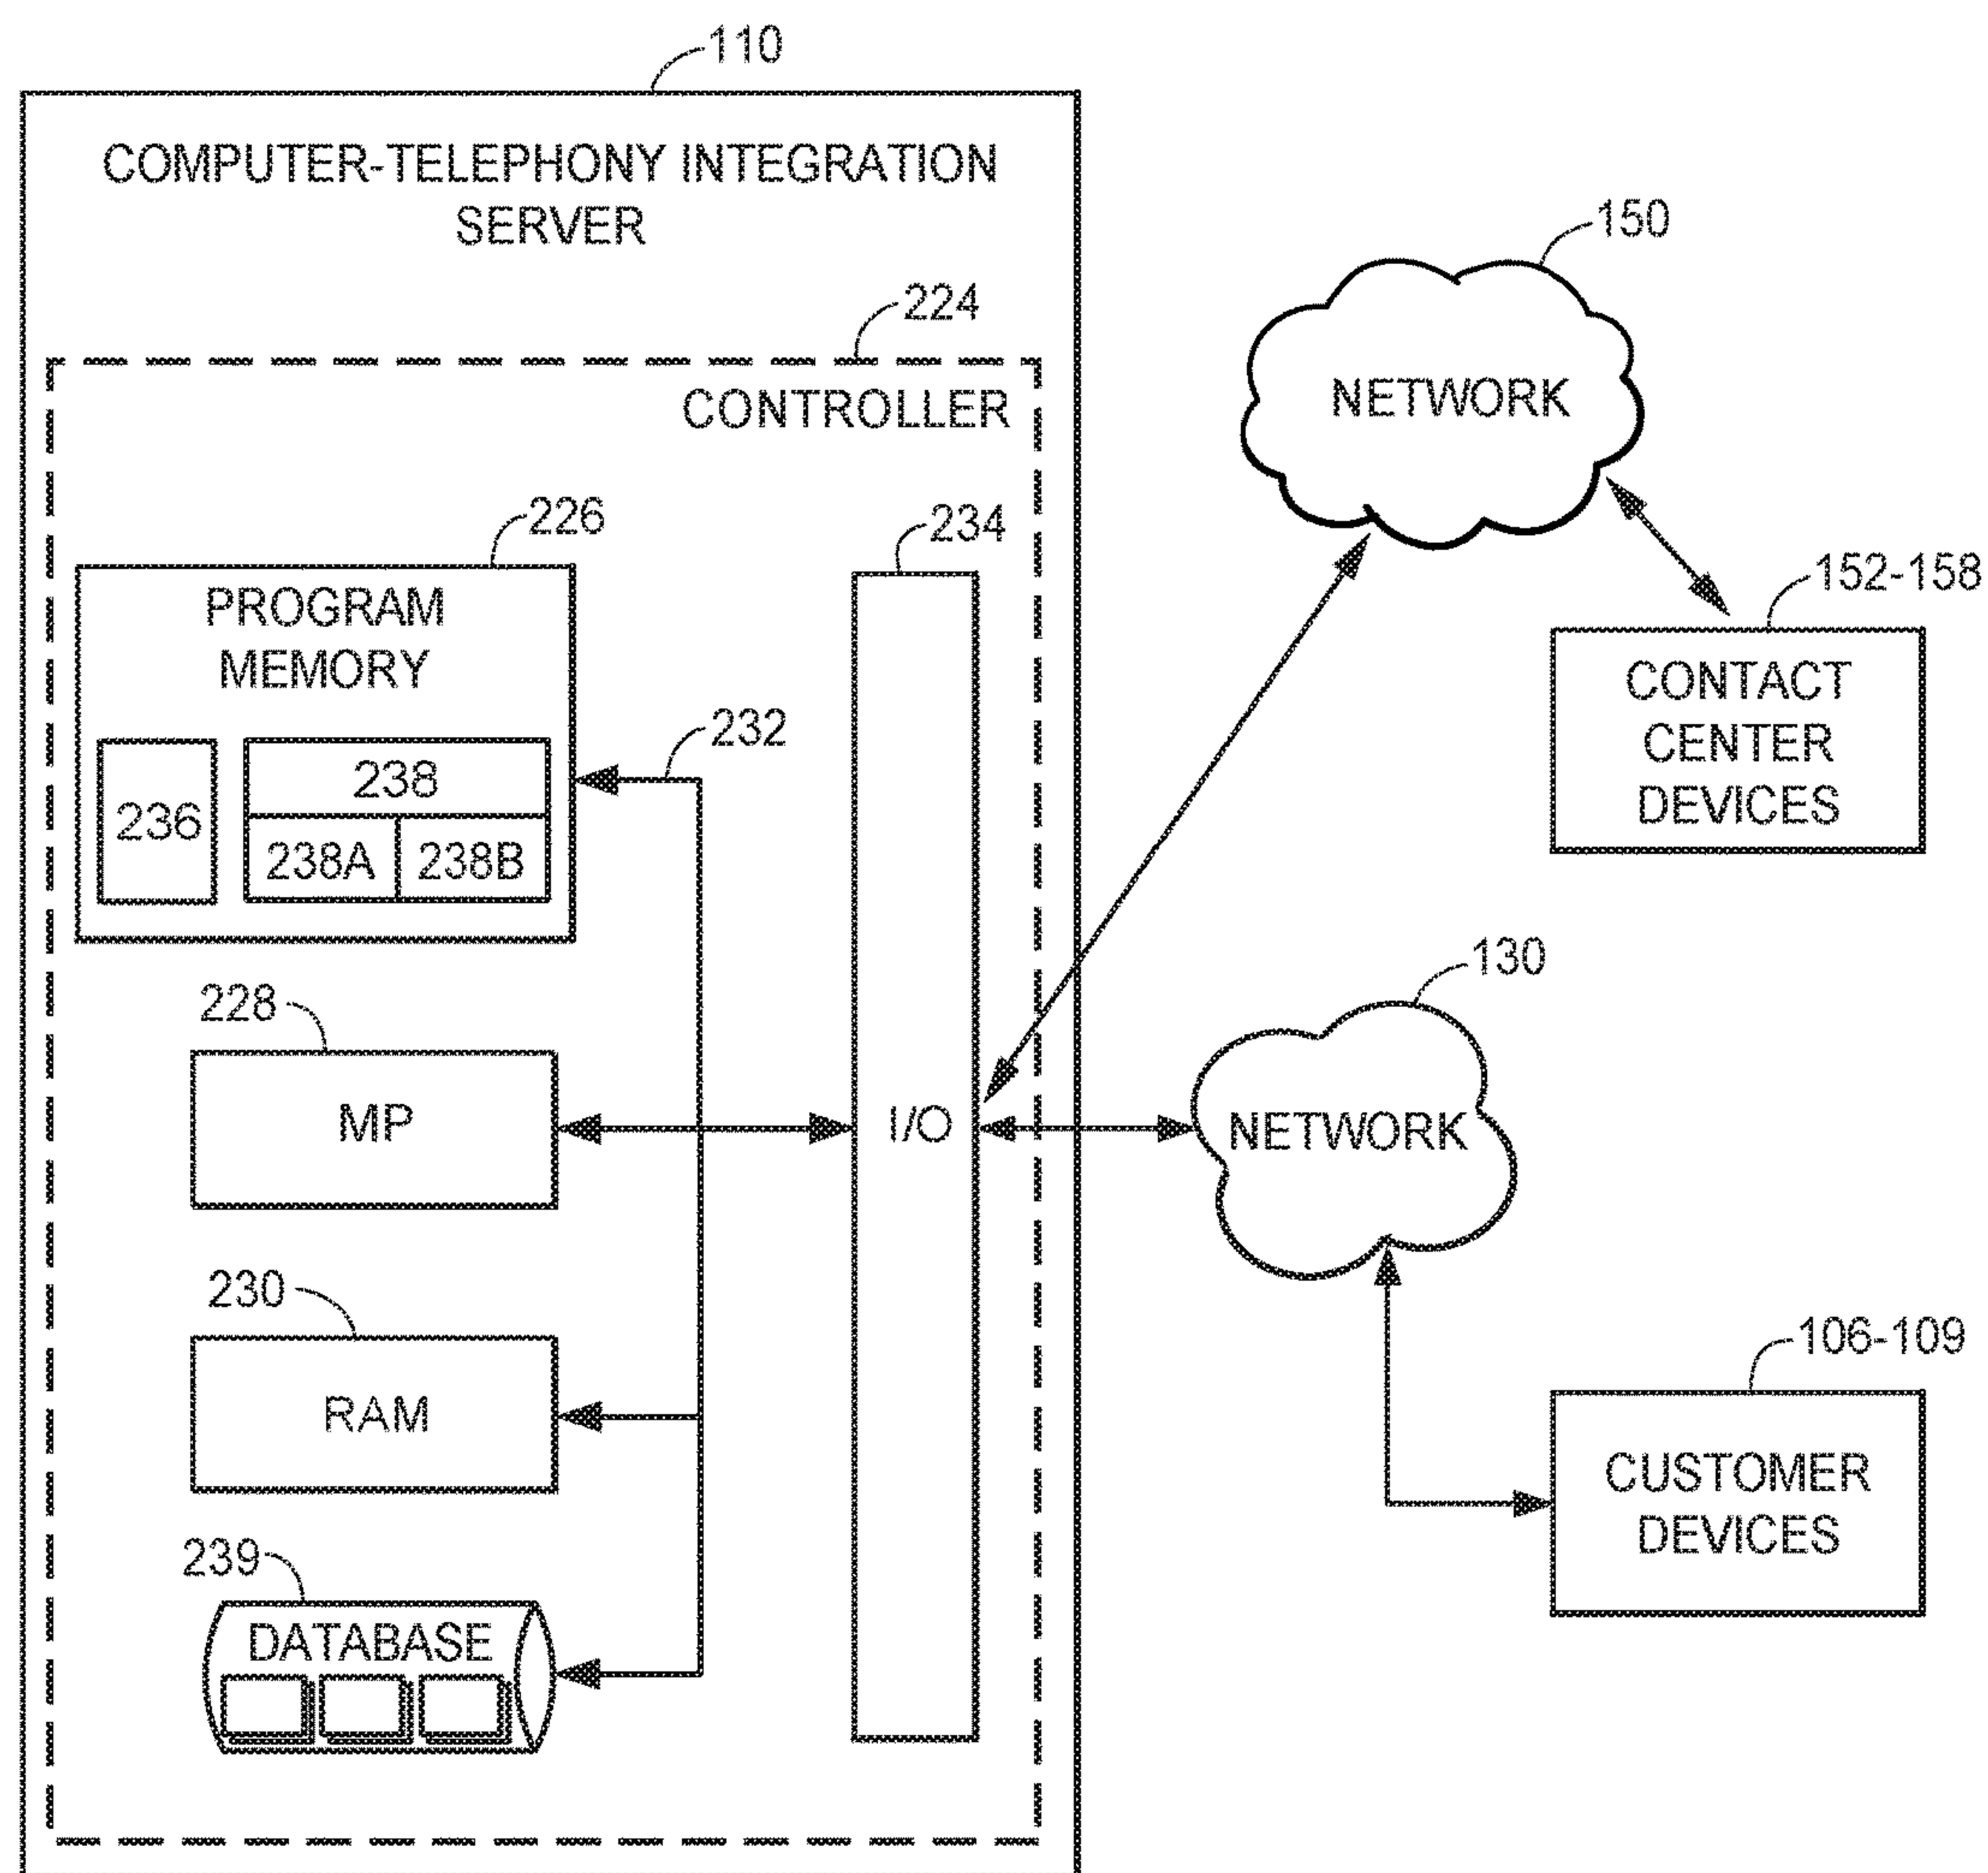 110
COMPUTER-TELEPHONY INTEGRATION
SERVER
224
CONTROLLER
226
PROGRAM
MEMORY
236
238
238A
238B
232
234
228
MP
I/O
230
RAM
239
DATABASE
150
NETWORK
152-158
CONTACT
CENTER
DEVICES
130
NETWORK
106-109
CUSTOMER
DEVICES